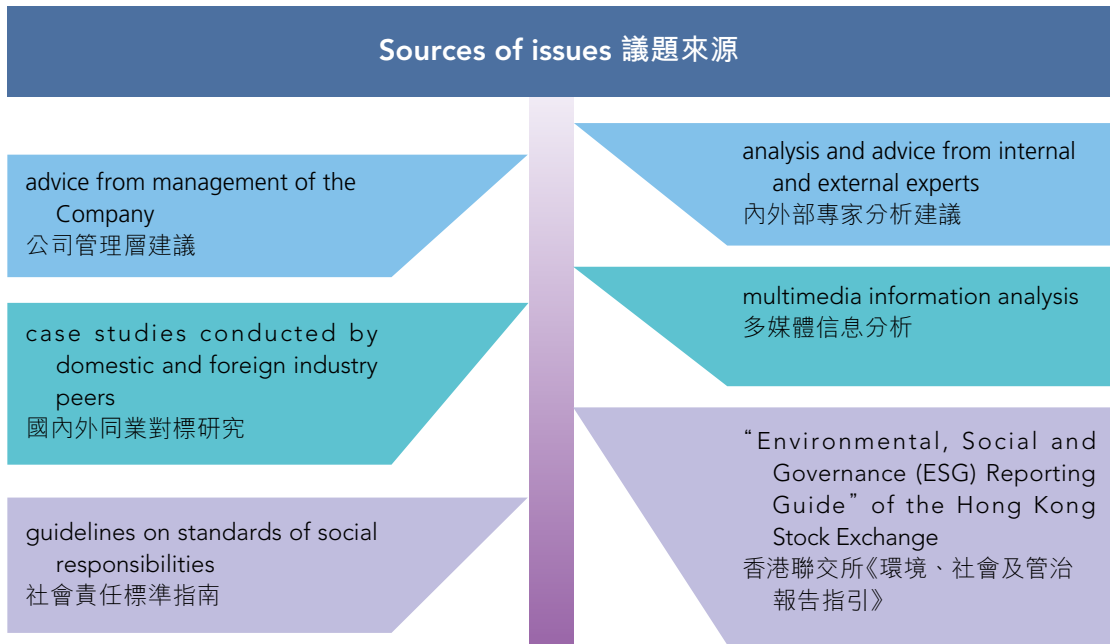 Sources of issues 議題來源
advice from management of the
Company
公司管理層建議
case studies conducted by
domestic and foreign industry
peers
國內外同業對標研究
guidelines on standards of social
responsibilities
社會責任標準指南
analysis and advice from internal
and external experts
內外部專家分析建議
multimedia information analysis
多媒體信息分析
“Environmental, Social and
Governance (ESG) Reporting
Guide” of the Hong Kong
Stock Exchange
香港聯交所《環境、社會及管治
報告指引》